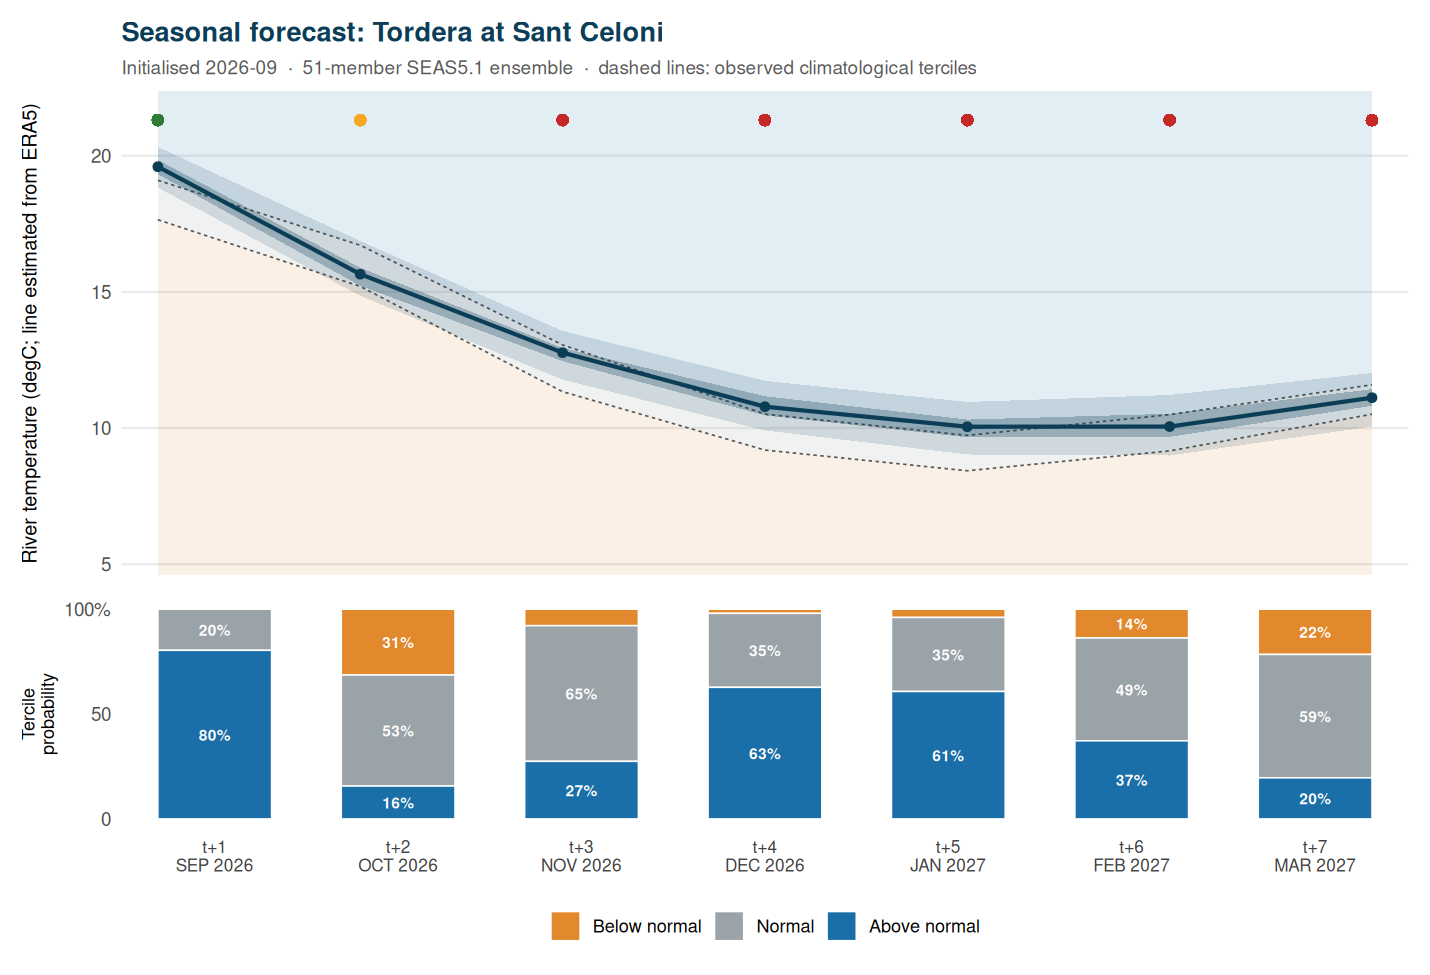 Seasonal forecast: Tordera at Sant Celoni
Initialised 2026-09 · 51-member SEAS5.1 ensemble · dashed lines: observed climatological terciles
River temperature (degC; line estimated from ERA5)
20
15
10
5
Tercile
probability
100%
50
0
20%
80%
31%
53%
16%
65%
27%
35%
63%
35%
61%
14%
49%
37%
22%
59%
20%
t+1
SEP 2026
t+2
OCT 2026
t+3
NOV 2026
t+4
DEC 2026
t+5
JAN 2027
t+6
FEB 2027
t+7
MAR 2027
Below normal
Normal
Above normal